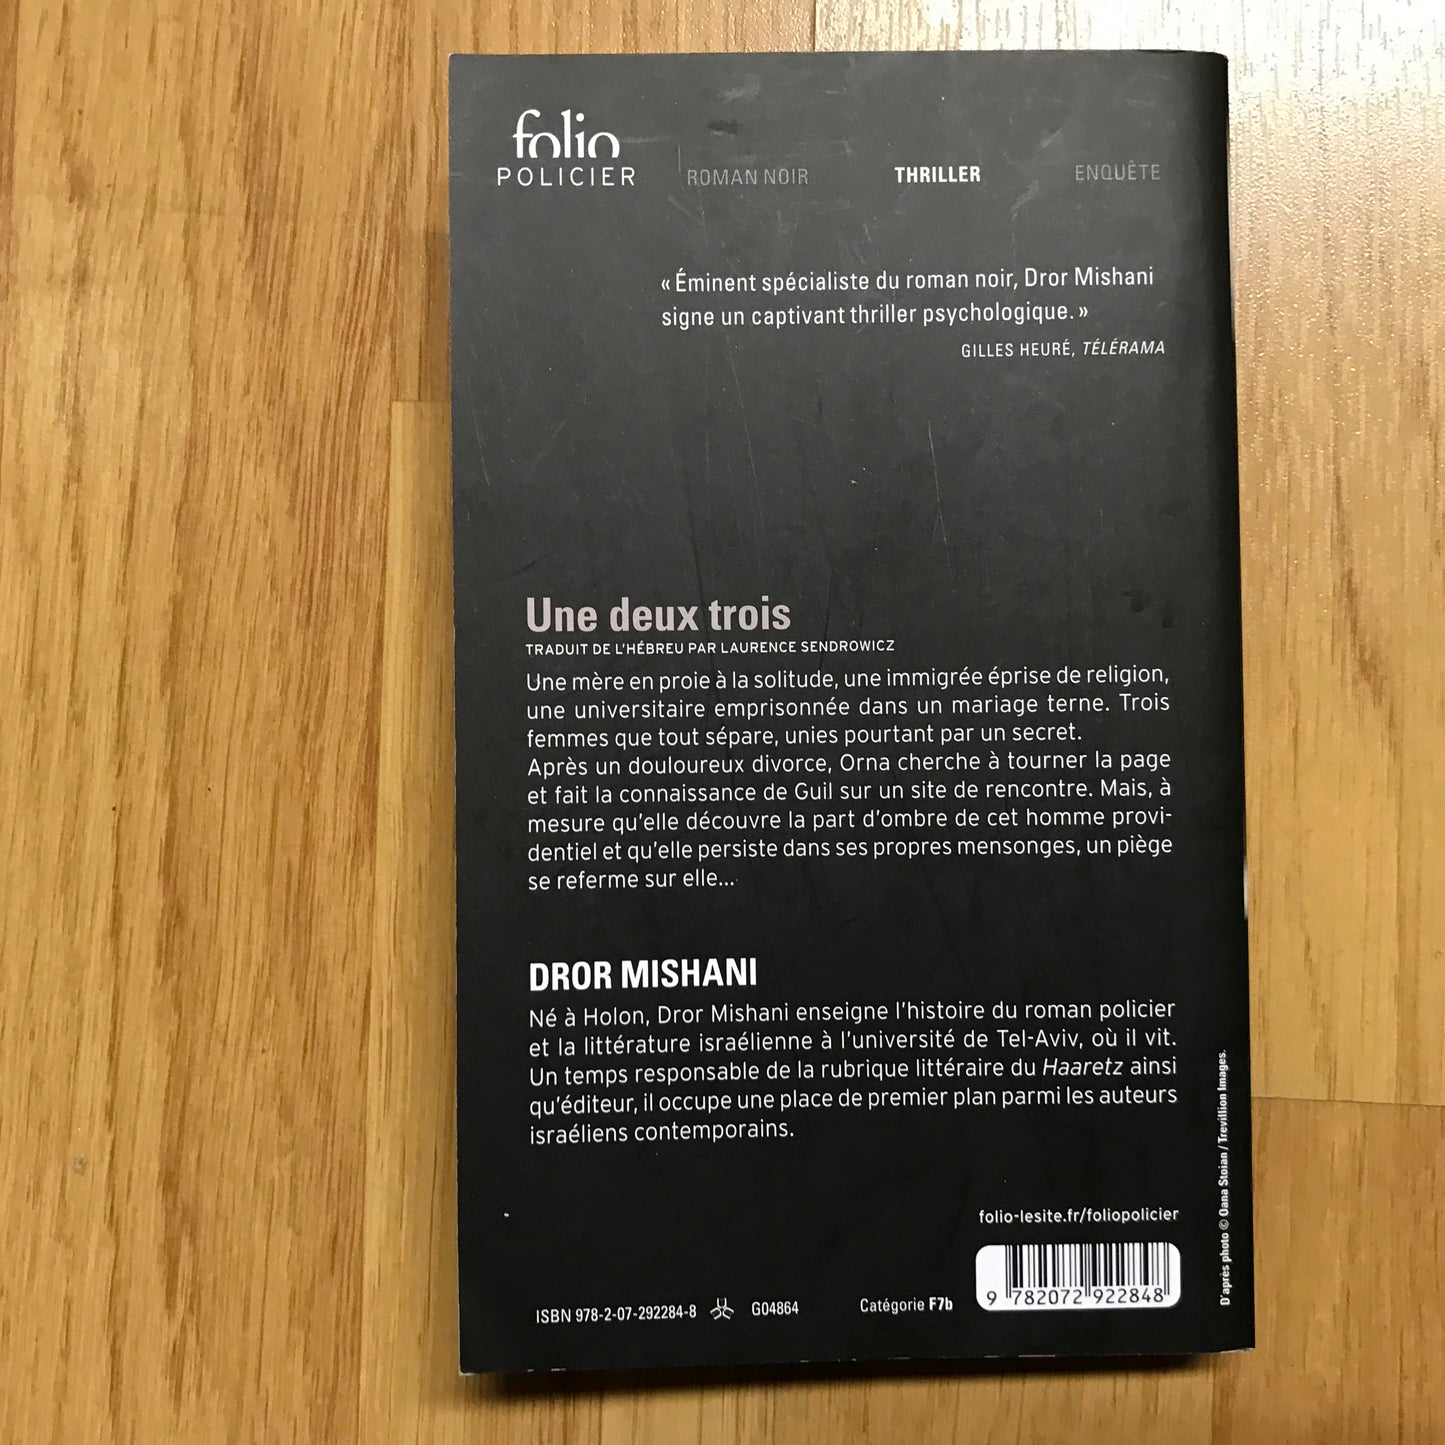 folio
POLICIER
ROMAN NOIR
THRILLER
ENQUÊTE
« Éminent spécialiste du roman noir, Dror Mishani
signe un captivant thriller psychologique. »
GILLES HEURÉ, TÉLÉRAMA
Une deux trois
TRADUIT DE L'HÉBREU PAR LAURENCE SENDROWICZ
Une mère en proie à la solitude, une immigrée éprise de religion,
une universitaire emprisonnée dans un mariage terne. Trois
femmes que tout sépare, unies pourtant par un secret.
Après un douloureux divorce, Orna cherche à tourner la page
et fait la connaissance de Guil sur un site de rencontre. Mais, à
mesure qu'elle découvre la part d'ombre de cet homme provi-
dentiel et qu'elle persiste dans ses propres mensonges, un piège
se referme sur elle...
DROR MISHANI
Né à Holon, Dror Mishani enseigne l'histoire du roman policier
et la littérature israélienne à l'université de Tel-Aviv, où il vit.
Un temps responsable de la rubrique littéraire du Haaretz ainsi
qu'éditeur, il occupe une place de premier plan parmi les auteurs
israéliens contemporains.
folio-lesite.fr/foliopolicier
ISBN 978-2-07-292284-8
G04864
Catégorie F7b
9 782072 922848
D'après photo © Oana Stoian / Trevillion Images.